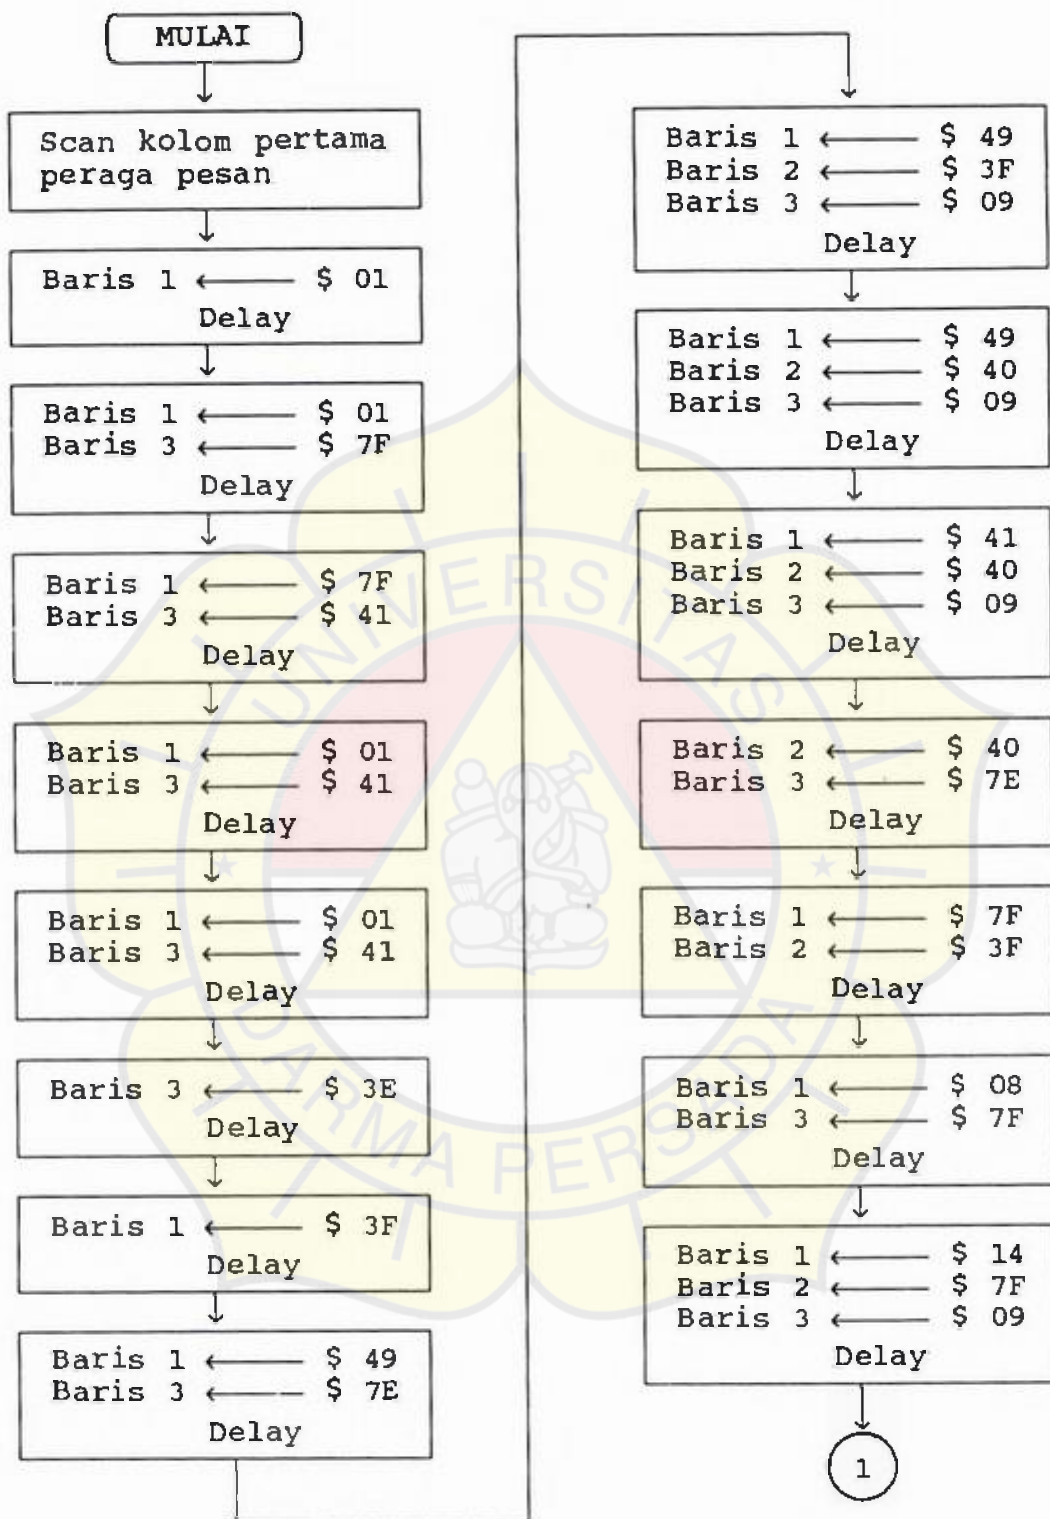 MULAI
Scan kolom pertama
peraga pesan
Baris 1 ← $ 01
Delay
Baris 1 ← $ 01
Baris 3 ← $ 7F
Delay
Baris 1 ← $ 7F
Baris 3 ← $ 41
Delay
Baris 1 ← $ 01
Baris 3 ← $ 41
Delay
Baris 1 ← $ 01
Baris 3 ← $ 41
Delay
Baris 3 ← $ 3E
Delay
Baris 1 ← $ 3F
Delay
Baris 1 ← $ 49
Baris 3 ← $ 7E
Delay
Baris 1 ← $ 49
Baris 2 ← $ 3F
Baris 3 ← $ 09
Delay
Baris 1 ← $ 49
Baris 2 ← $ 40
Baris 3 ← $ 09
Delay
Baris 1 ← $ 41
Baris 2 ← $ 40
Baris 3 ← $ 09
Delay
Baris 2 ← $ 40
Baris 3 ← $ 7E
Delay
Baris 1 ← $ 7F
Baris 2 ← $ 3F
Delay
Baris 1 ← $ 08
Baris 3 ← $ 7F
Delay
Baris 1 ← $ 14
Baris 2 ← $ 7F
Baris 3 ← $ 09
Delay
1
UNIVERSITAS
DARMA PERSADA